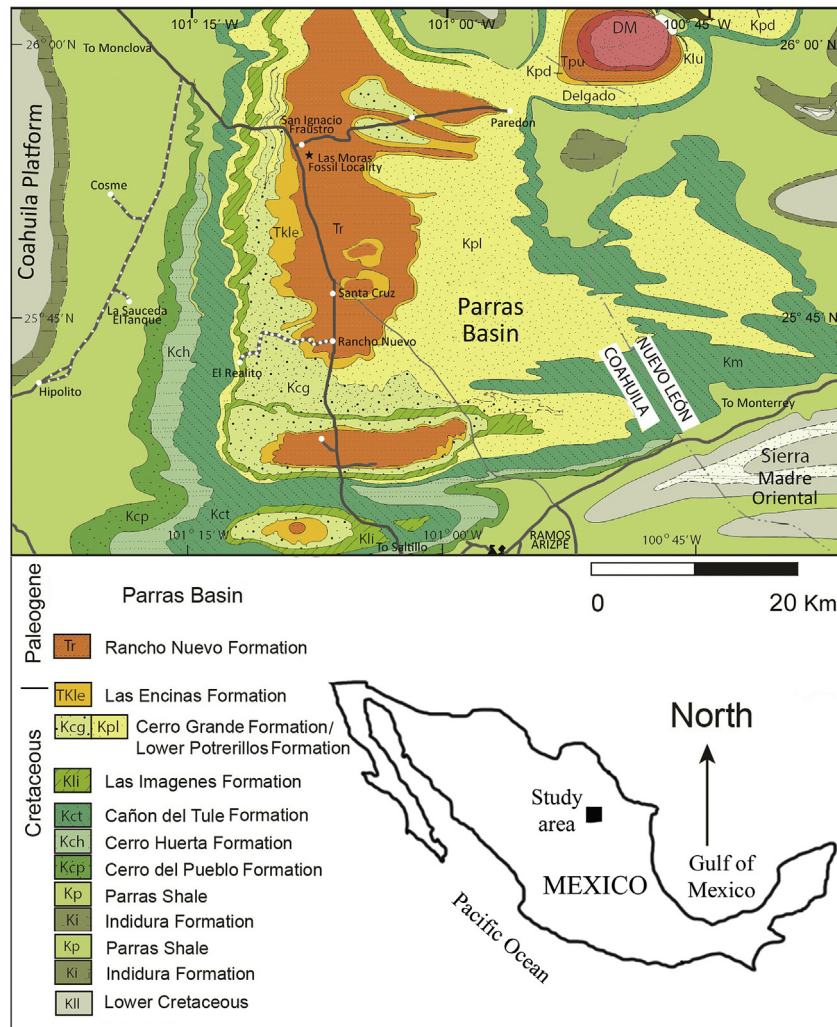 101° 15' W
101° 00' W
100° 45' W
26° 00' N
26° 00' N
To Monclova
DM
Kpd
Tpu
Klu
Kpd
Delgado
San Ignacio
Fraustro
Paredon
Las Moras
Fossil Locality
Coahuila Platform
Cosme
Tkle
Tr
Kpl
La Sauceda
ElTanque
Santa Cruz
Parras
Basin
25° 45' N
25° 45' N
Rancho Nuevo
Kch
El Realito
Kcg
Hipolito
COAHUILA
NUEVO LEÓN
Km
To Monterrey
Sierra
Madre
Oriental
Kcp
Kct
Kli
101° 15' W
101° 00' W
100° 45' W
To Saltillo
RAMOS
ARIZPE
Paleogene
Cretaceous
Parras Basin
Tr Rancho Nuevo Formation
TKle Las Encinas Formation
Kcg Kpl Cerro Grande Formation/
Lower Potrerillos Formation
Kli Las Imagenes Formation
Kct Cañon del Tule Formation
Kch Cerro Huerta Formation
Kcp Cerro del Pueblo Formation
Kp Parras Shale
Ki Indidura Formation
Kp Parras Shale
Ki Indidura Formation
Kll Lower Cretaceous
0 20 Km
North
Study
area
MEXICO
Gulf of
Mexico
Pacific Ocean